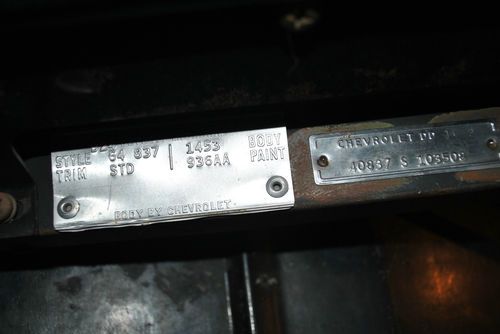 STYLE 64 837 | 1453 BODY
TRIM STD 936AA PAINT
BODY BY CHEVROLET
CHEVROLET
40837 S 103508